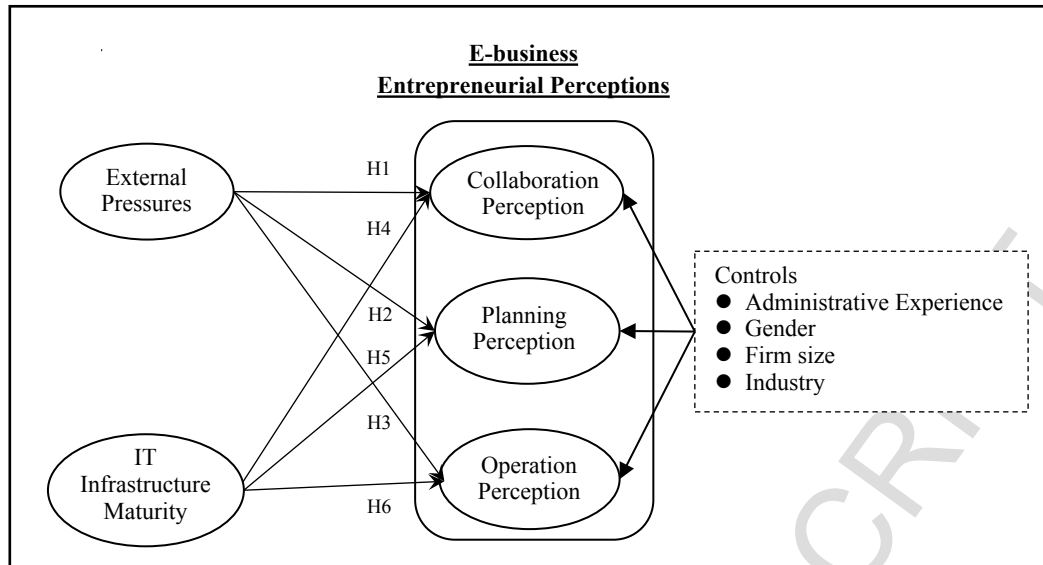 E-business
Entrepreneurial Perceptions
External
Pressures
IT
Infrastructure
Maturity
H1
H4
H2
H5
H3
H6
Collaboration
Perception
Planning
Perception
Operation
Perception
Controls
● Administrative Experience
● Gender
● Firm size
● Industry